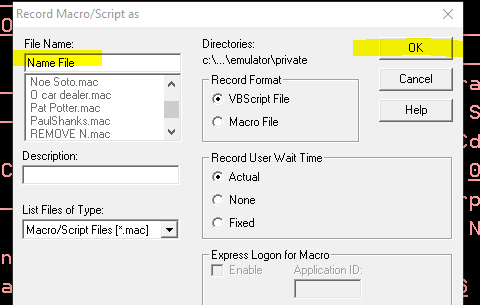 Record Macro/Script as
File Name:
Name File
Noe Soto.mac
O car dealer.mac
Pat Potter.mac
PaulShanks.mac
REMOVE N.mac
Description:
List Files of Type:
Macro/Script Files [*.mac]
Directories:
c:\...\emulator\private
Record Format
VBScript File
Macro File
Record User Wait Time
Actual
None
Fixed
Express Logon for Macro
Enable
Application ID:
OK
Cancel
Help